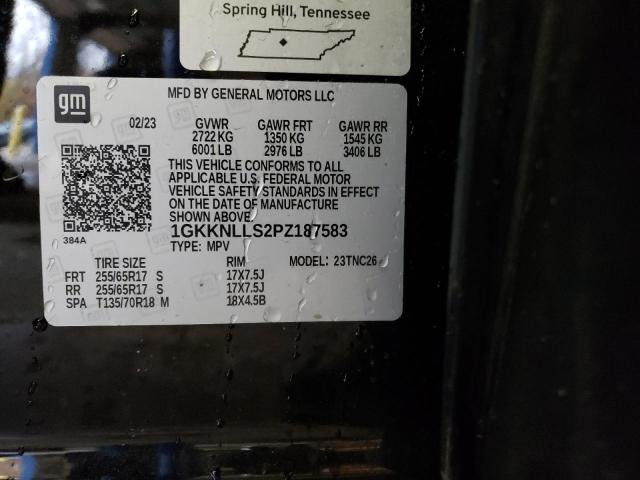 Spring Hill, Tennessee
gm
MFD BY GENERAL MOTORS LLC
02/23 GVWR GAWR FRT GAWR RR
2722 KG 1350 KG 1545 KG
6001 LB 2976 LB 3406 LB
THIS VEHICLE CONFORMS TO ALL
APPLICABLE U.S. FEDERAL MOTOR
VEHICLE SAFETY STANDARDS IN EFFECT
ON THE DATE OF MANUFACTURE
SHOWN ABOVE.
384A
1GKKNLLS2PZ187583
TYPE: MPV
TIRE SIZE RIM MODEL: 23TNC26
FRT 255/65R17 S 17X7.5J
RR 255/65R17 S 17X7.5J
SPA T135/70R18 M 18X4.5B